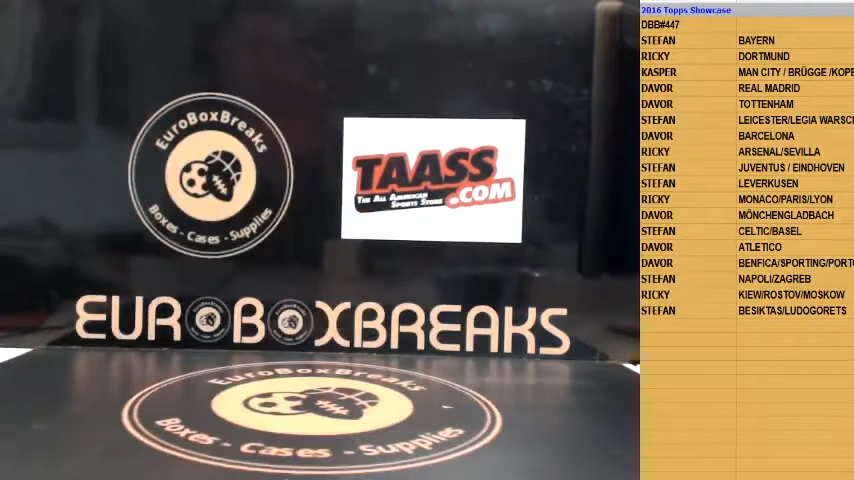 EuroBoxBreaks
Boxes - Cases - Supplies
TAASS
.COM
THE ALL AMERICAN
SPORTS STORE
EUROBOXBREAKS
EuroBoxBreaks
Boxes - Cases - Supplies
2016 Topps Showcase
DBB#447
STEFAN BAYERN
RICKY DORTMUND
KASPER MAN CITY / BRÜGGE /KOPE
DAVOR REAL MADRID
DAVOR TOTTENHAM
STEFAN LEICESTER/LEGIA WARSC
DAVOR BARCELONA
RICKY ARSENAL/SEVILLA
STEFAN JUVENTUS / EINDHOVEN
STEFAN LEVERKUSEN
RICKY MONACO/PARIS/LYON
DAVOR MÖNCHENGLADBACH
STEFAN CELTIC/BASEL
DAVOR ATLETICO
DAVOR BENFICA/SPORTING/PORT
STEFAN NAPOLI/ZAGREB
RICKY KIEW/ROSTOV/MOSKOW
STEFAN BESIKTAS/LUDOGORETS